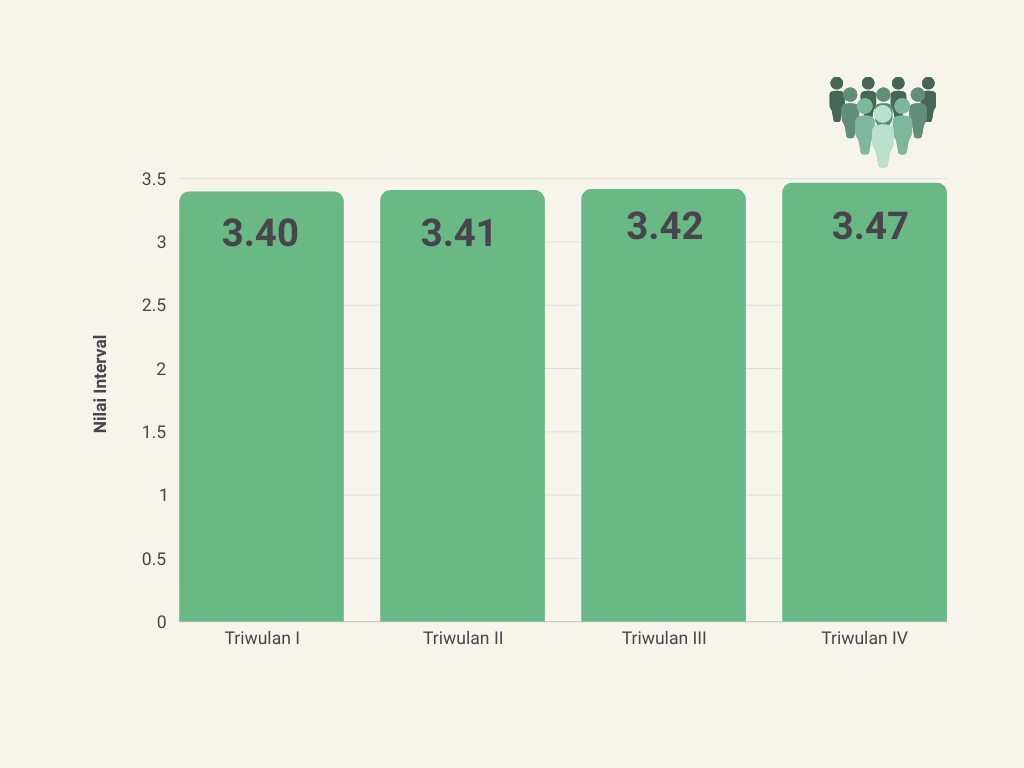 3.5
3
2.5
2
1.5
1
0.5
0
Nilai Interval
3.40
3.41
3.42
3.47
Triwulan I
Triwulan II
Triwulan III
Triwulan IV